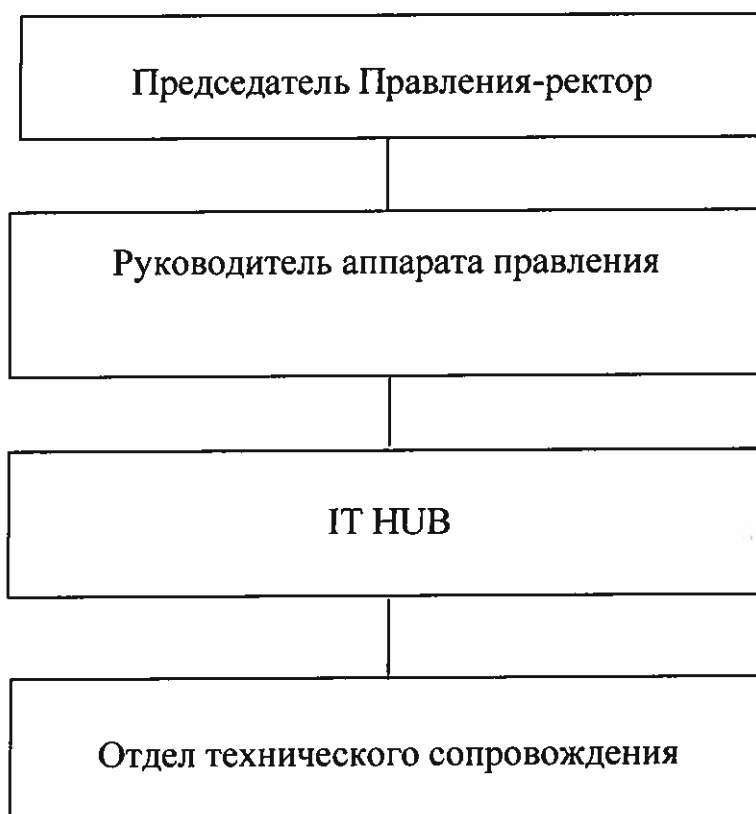 Председатель Правления-ректор
Руководитель аппарата правления
IT HUB
Отдел технического сопровождения